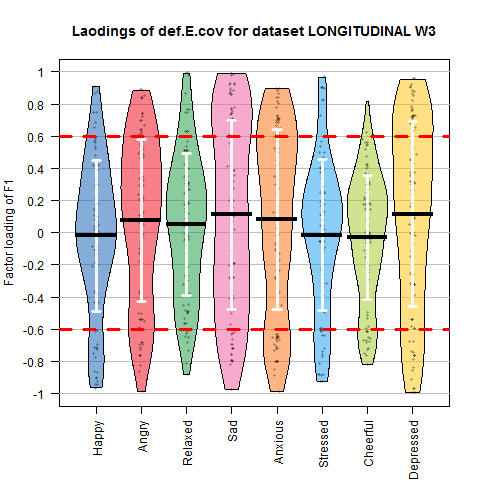 Laodings of def.E.cov for dataset LONGITUDINAL W3
Factor loading of F1
1
0.8
0.6
0.4
0.2
0
-0.2
-0.4
-0.6
-0.8
-1
Happy
Angry
Relaxed
Sad
Anxious
Stressed
Cheerful
Depressed